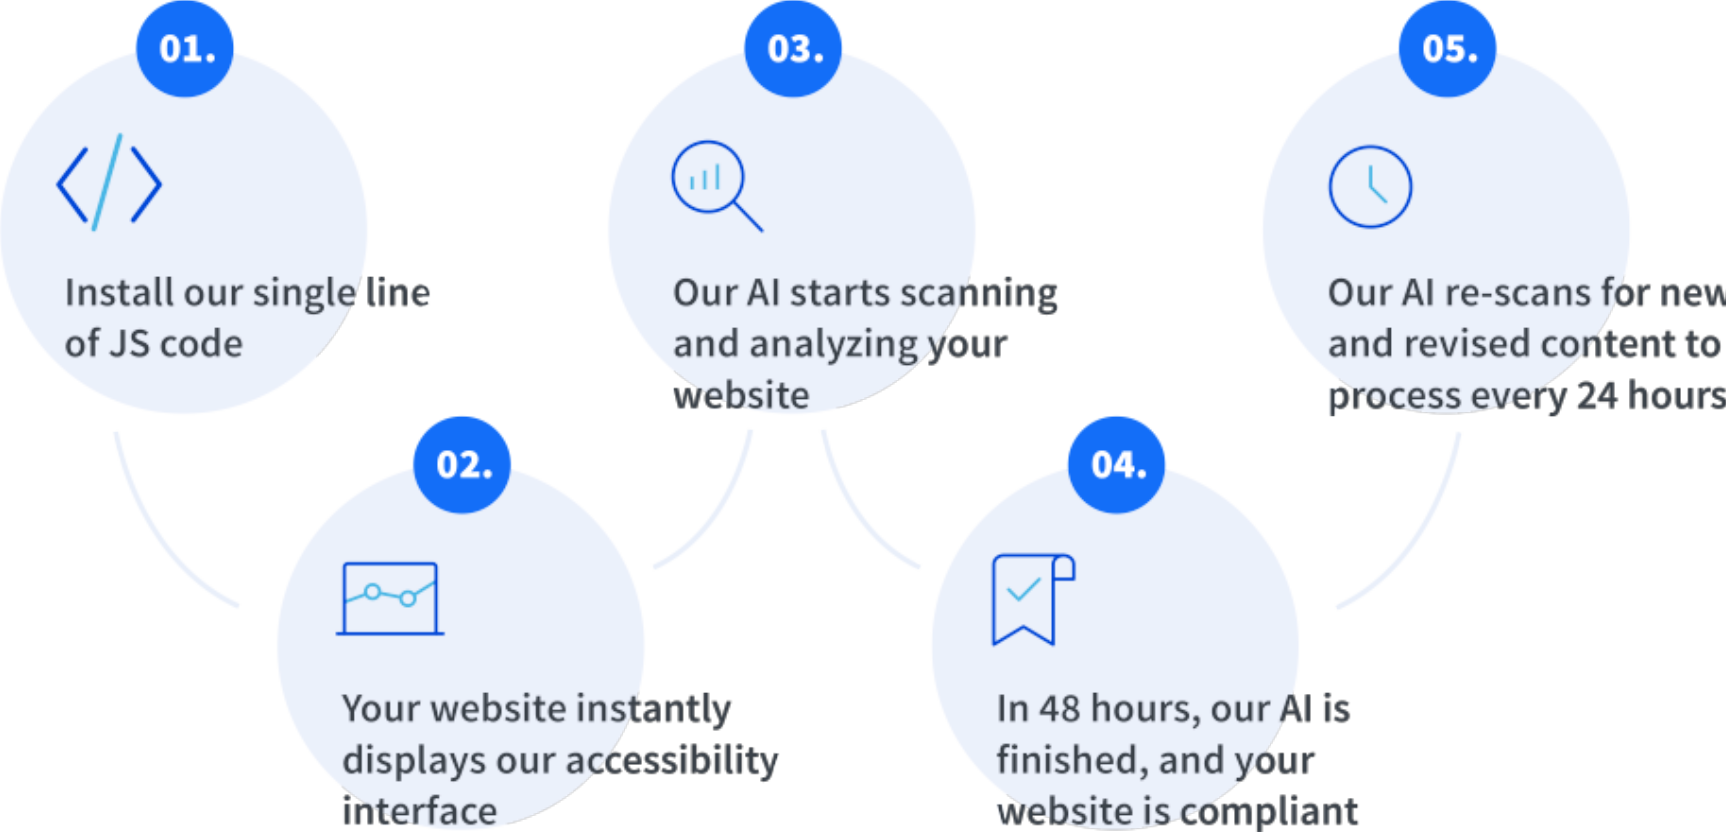 01.
Install our single line
of JS code
02.
Your website instantly
displays our accessibility
interface
03.
Our AI starts scanning
and analyzing your
website
04.
In 48 hours, our AI is
finished, and your
website is compliant
05.
Our AI re-scans for new
and revised content to
process every 24 hours